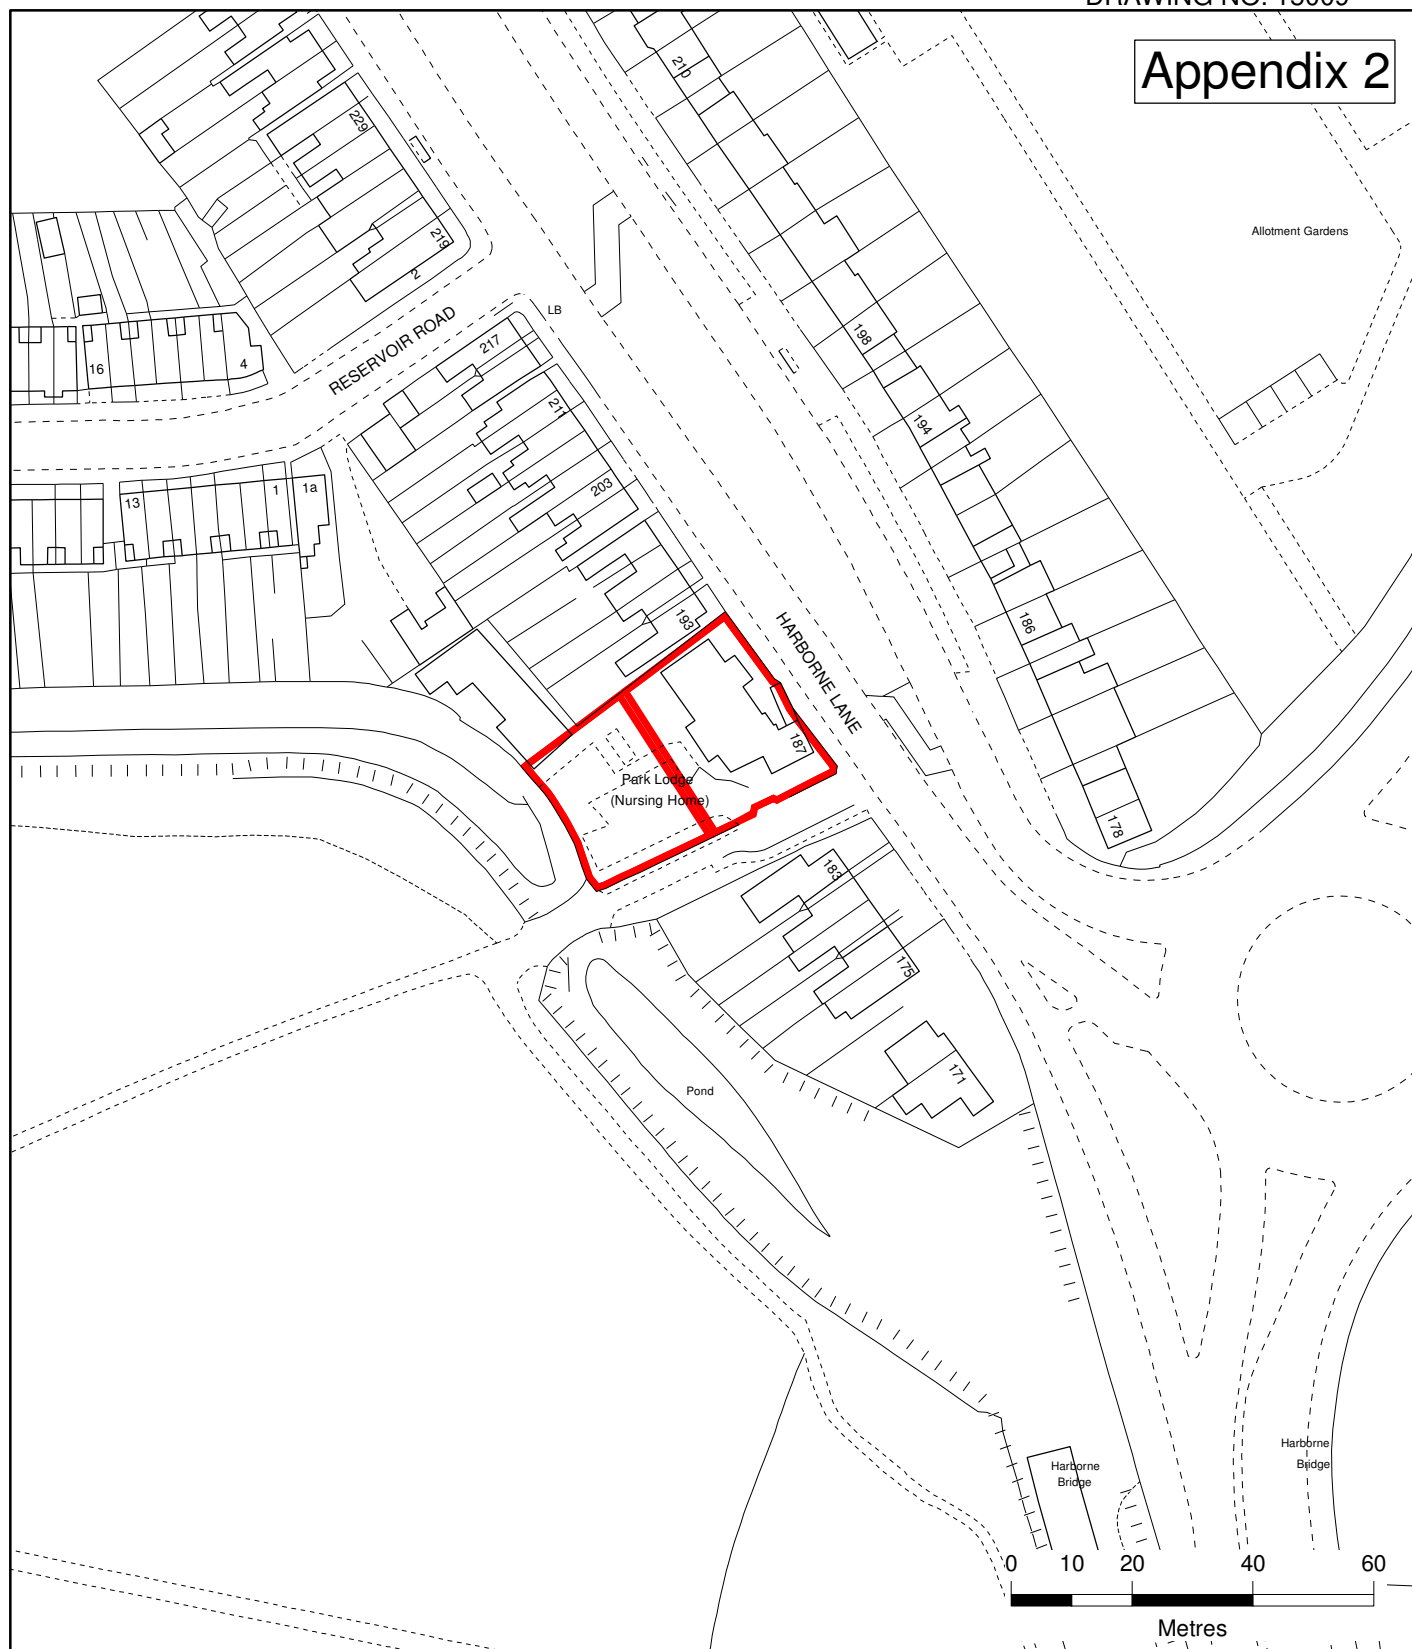 DRAWING NO. 13009
Appendix 2
210
229
Allotment Gardens
219
2
LB
RESERVOIR ROAD
217
198
16
4
211
194
203
13
1
1a
193
HARBORNE LANE
186
187
Park Lodge
(Nursing Home)
178
183
175
171
Pond
Harborne
Bridge
Harborne
Bridge
0 10 20 40 60
Metres